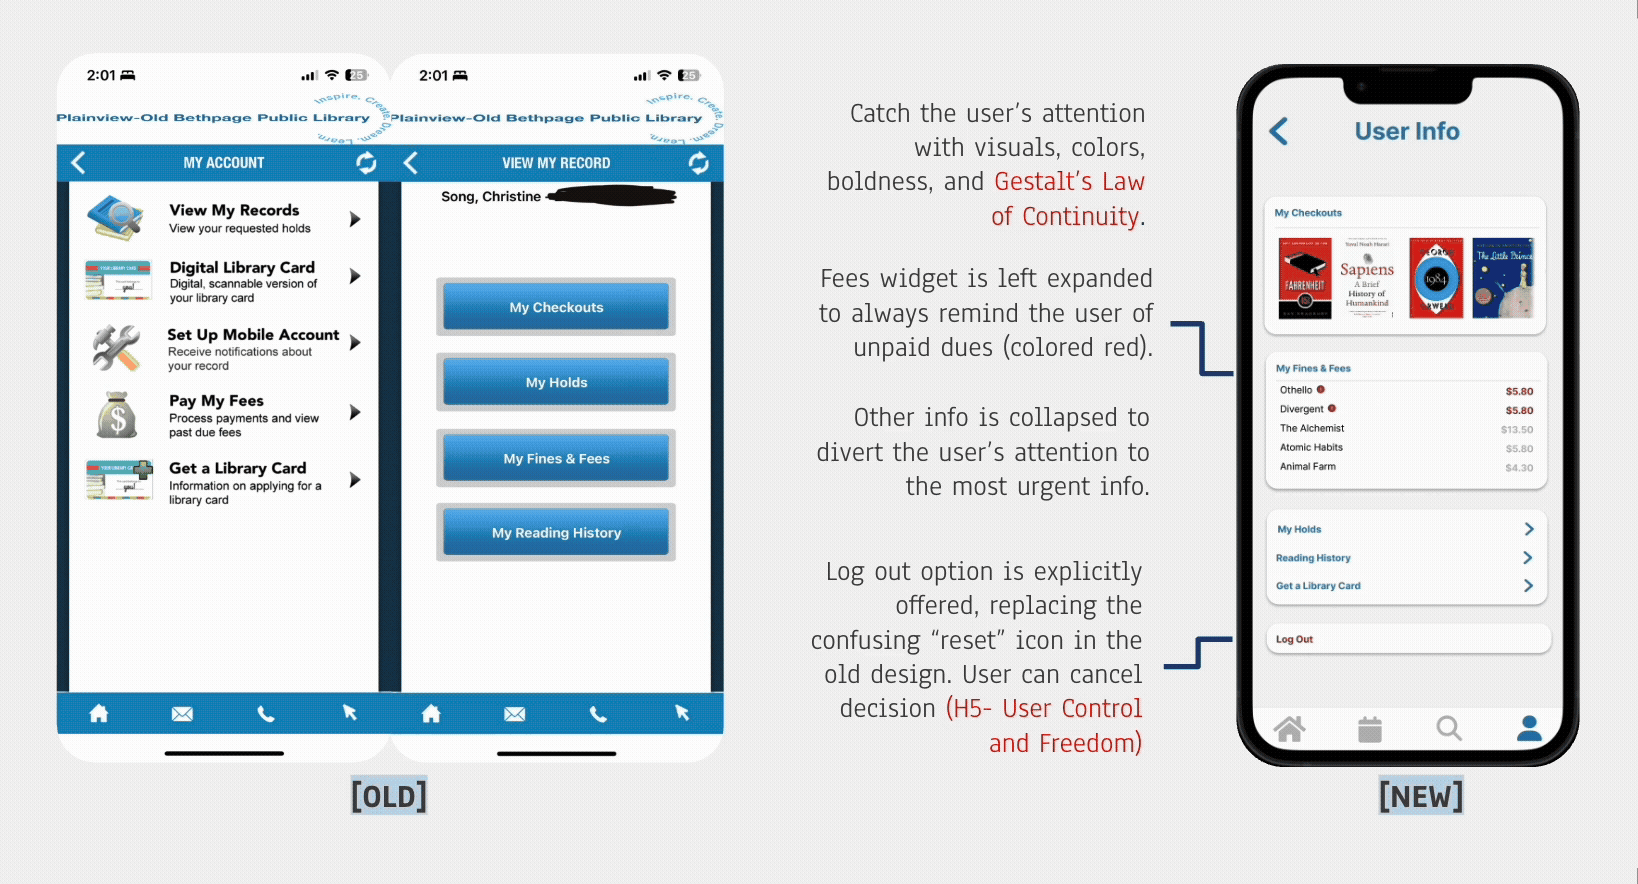 2:01
25
Inspire. Create. Dream. Learn.
Plainview-Old Bethpage Public Library
MY ACCOUNT
View My Records
View your requested holds
Digital Library Card
Digital, scannable version of
your library card
Set Up Mobile Account
Receive notifications about
your record
Pay My Fees
Process payments and view
past due fees
Get a Library Card
Information on applying for a
library card
2:01
25
Inspire. Create. Dream. Learn.
Plainview-Old Bethpage Public Library
VIEW MY RECORD
Song, Christine -
My Checkouts
My Holds
My Fines & Fees
My Reading History
[OLD]
Catch the user's attention
with visuals, colors,
boldness, and Gestalt's Law
of Continuity.
Fees widget is left expanded
to always remind the user of
unpaid dues (colored red).
Other info is collapsed to
divert the user's attention to
the most urgent info.
Log out option is explicitly
offered, replacing the
confusing “reset” icon in the
old design. User can cancel
decision (H5- User Control
and Freedom)
User Info
My Checkouts
FAHRENHEIT
Yuval Noah Harari
Sapiens
A Brief
History of
Humankind
1984
The Little Prince
My Fines & Fees
Othello $5.80
Divergent $5.80
The Alchemist $13.50
Atomic Habits $5.80
Animal Farm $4.30
My Holds
Reading History
Get a Library Card
Log Out
[NEW]